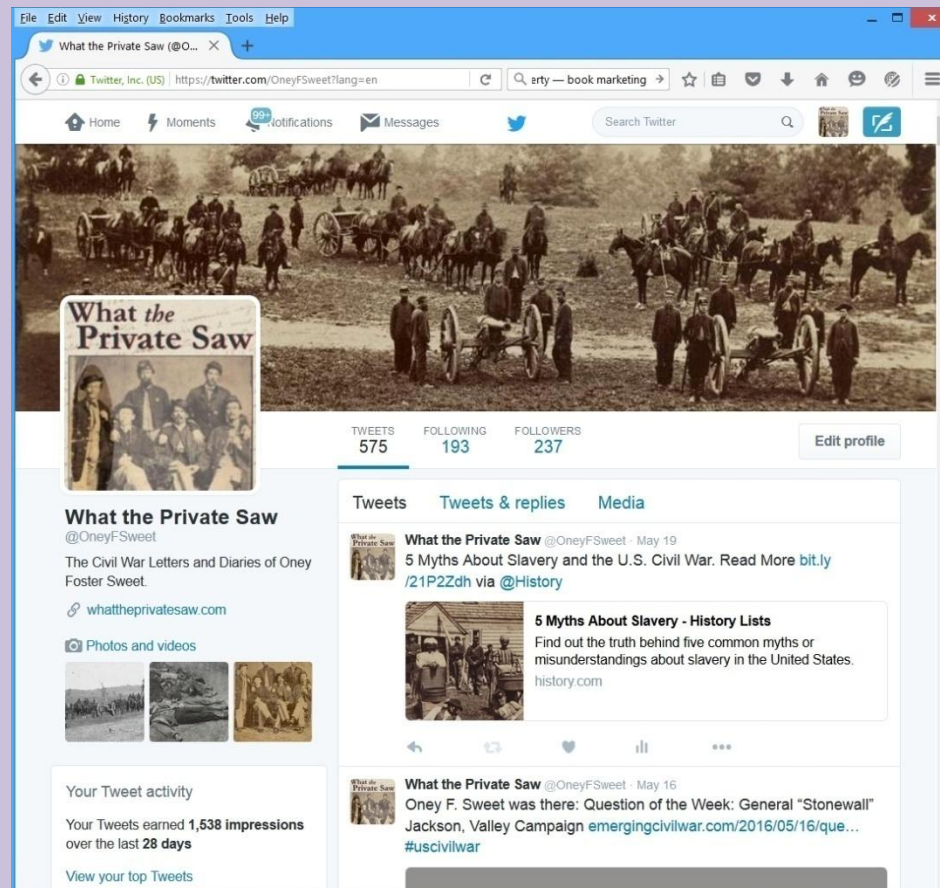 File Edit View History Bookmarks Tools Help
What the Private Saw (@O...
Twitter, Inc. (US) https://twitter.com/OneyFSweet?lang=en
erty — book marketing
Home Moments 99+ Notifications Messages Search Twitter
What the
Private Saw
TWEETS FOLLOWING FOLLOWERS
575 193 237
Edit profile
What the Private Saw
@OneyFSweet
The Civil War Letters and Diaries of Oney
Foster Sweet.
whattheprivatesaw.com
Photos and videos
Your Tweet activity
Your Tweets earned 1,538 impressions
over the last 28 days
View your top Tweets
Tweets Tweets & replies Media
What the
Private Saw
What the Private Saw @OneyFSweet · May 19
5 Myths About Slavery and the U.S. Civil War. Read More bit.ly
/21P2Zdh via @History
5 Myths About Slavery - History Lists
Find out the truth behind five common myths or
misunderstandings about slavery in the United States.
history.com
What the
Private Saw
What the Private Saw @OneyFSweet · May 16
Oney F. Sweet was there: Question of the Week: General “Stonewall”
Jackson, Valley Campaign emergingcivilwar.com/2016/05/16/que...
#uscivilwar